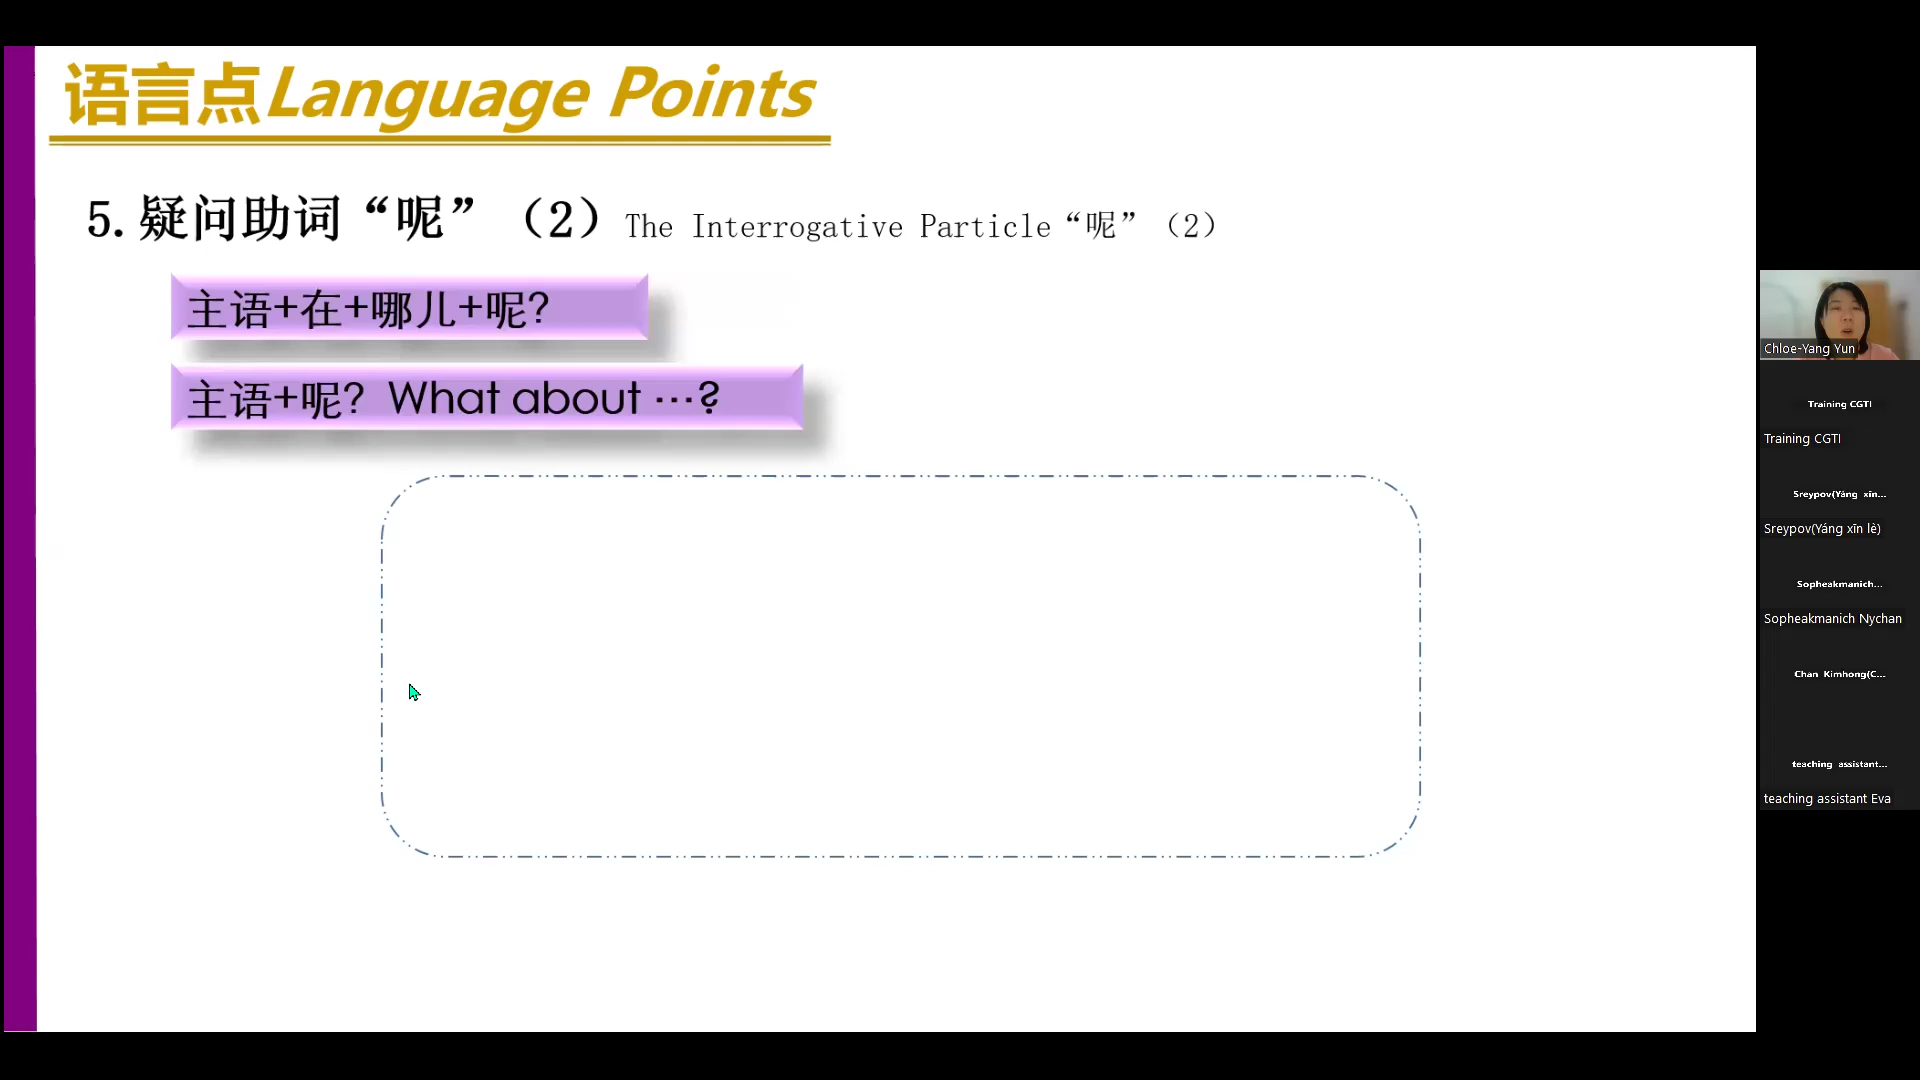 语言点Language Points
5. 疑问助词“呢”（2）The Interrogative Particle“呢”（2）
主语+在+哪儿+呢?
主语+呢? What about …?
Chloe-Yang Yun
Training CGTI
Training CGTI
Sreypov(Yáng xīn...
Sreypov(Yáng xīn lè)
Sopheakmanich...
Sopheakmanich Nychan
Chan Kimhong(C...
teaching assistant...
teaching assistant Eva